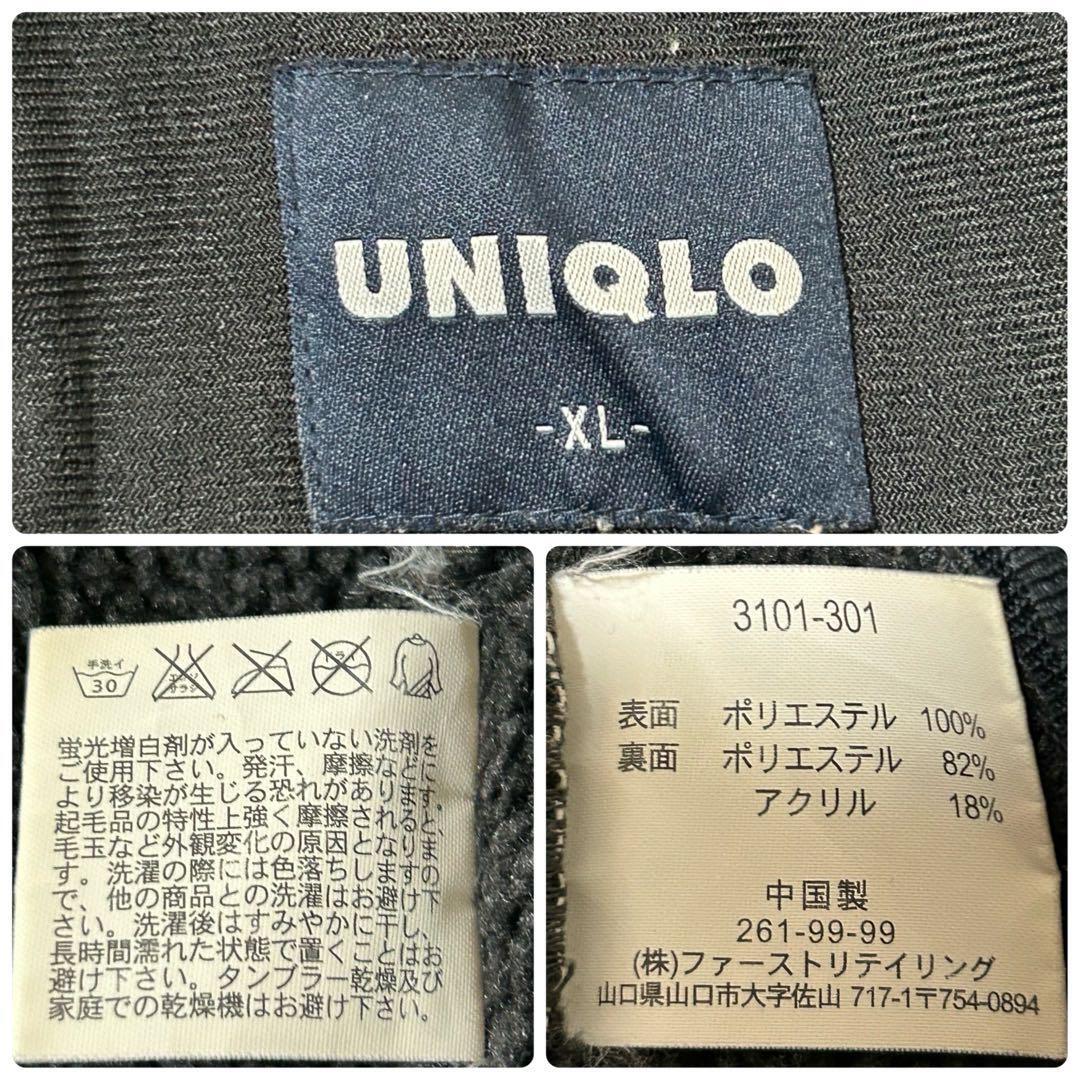 UNIQLO
-XL-
手洗イ
30
エンソ
サラシ
蛍光増白剤が入っていない洗剤を
ご使用下さい。発汗、摩擦などに
より移染が生じる恐れがあります。
起毛品の特性上強く摩擦されると、
毛玉など外観変化の原因となりま
す。洗濯の際には色落ちしますの
で、他の商品との洗濯はお避け下
さい。洗濯後はすみやかに干し、
長時間濡れた状態で置くことはお
避け下さい。タンブラー乾燥及び
家庭での乾燥機はお避け下さい。
3101-301
表面 ポリエステル 100%
裏面 ポリエステル 82%
アクリル 18%
中国製
261-99-99
(株)ファーストリテイリング
山口県山口市大字佐山 717-1〒754-0894